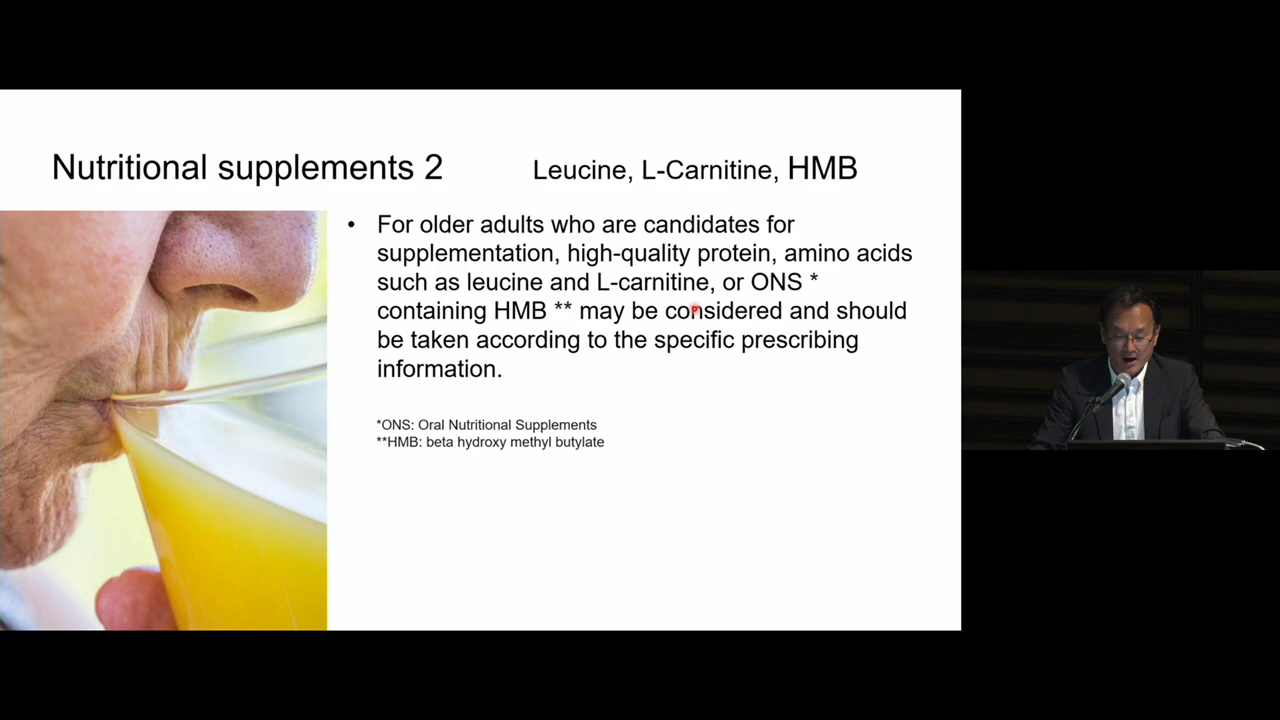 Nutritional supplements 2 Leucine, L-Carnitine, HMB
• For older adults who are candidates for
supplementation, high-quality protein, amino acids
such as leucine and L-carnitine, or ONS *
containing HMB ** may be considered and should
be taken according to the specific prescribing
information.
*ONS: Oral Nutritional Supplements
**HMB: beta hydroxy methyl butylate